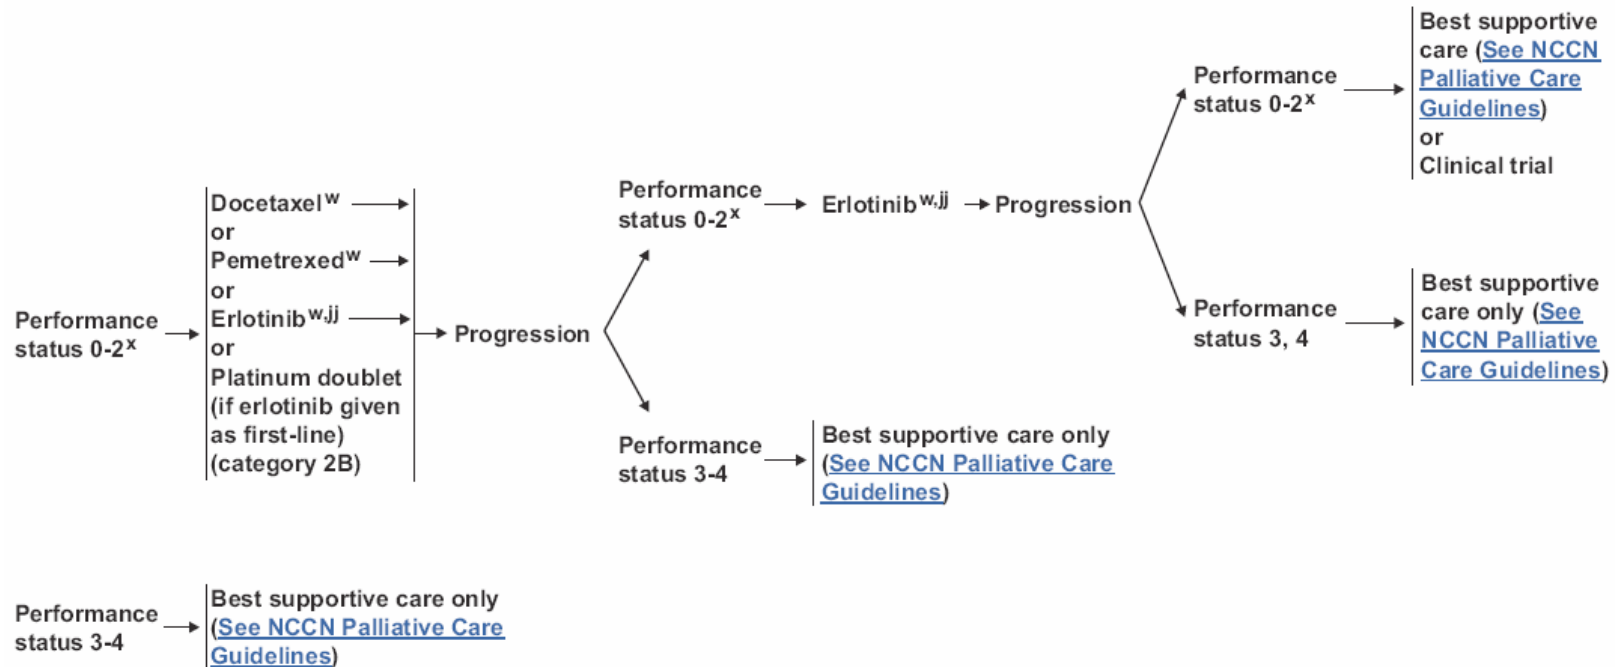 Performance
status 0-2x
Docetaxelw
or
Pemetrexedw
or
Erlotinibw,jj
or
Platinum doublet
(if erlotinib given
as first-line)
(category 2B)
Progression
Performance
status 0-2x
Erlotinibw,jj
Progression
Performance
status 0-2x
Best supportive
care (See NCCN
Palliative Care
Guidelines)
or
Clinical trial
Performance
status 3, 4
Best supportive
care only (See
NCCN Palliative
Care Guidelines)
Performance
status 3-4
Best supportive care only
(See NCCN Palliative Care
Guidelines)
Performance
status 3-4
Best supportive care only
(See NCCN Palliative Care
Guidelines)